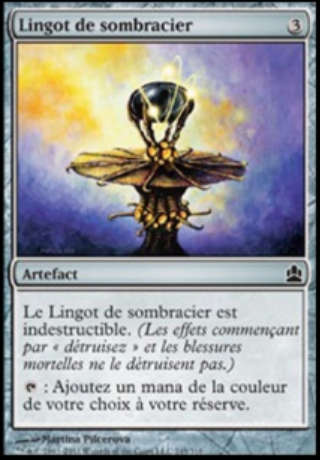 Lingot de sombracier 3
Artefact
Le Lingot de sombracier est
indestructible. (Les effets commençant
par « détruisez » et les blessures
mortelles ne le détruisent pas.)
: Ajoutez un mana de la couleur
de votre choix à votre réserve.
Martina Pilcerova